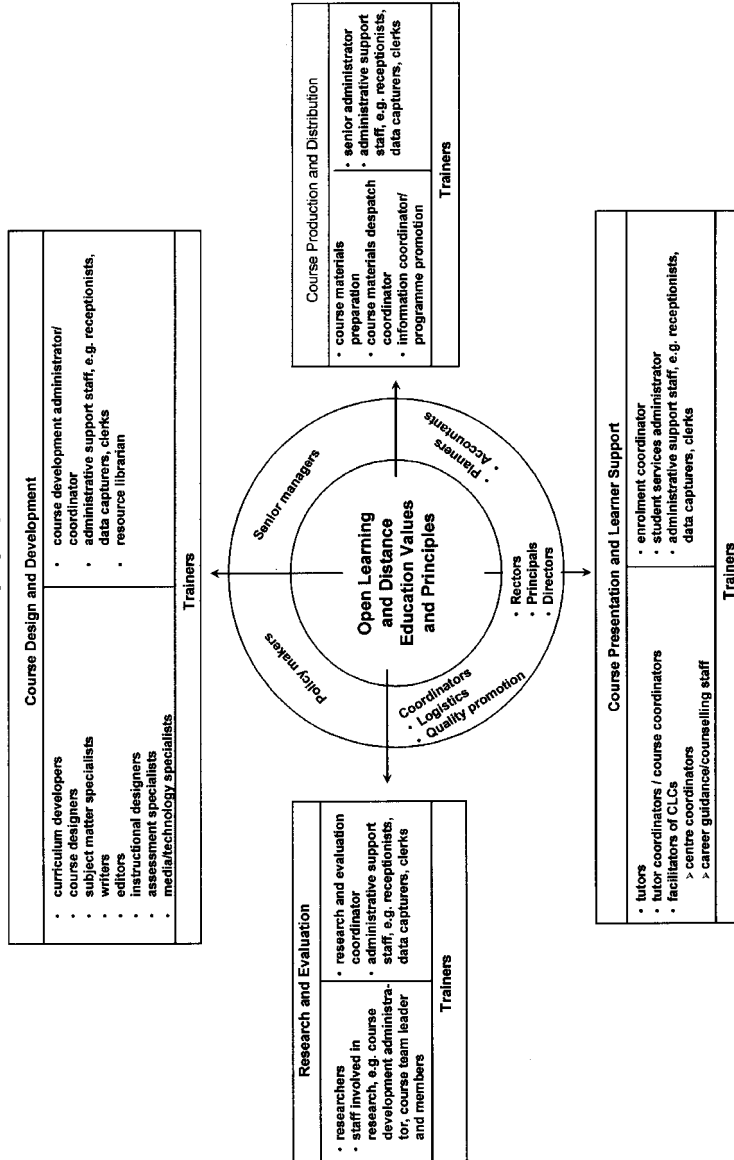 Course Design and Development
• curriculum developers
• course designers
• subject matter specialists
• writers
• editors
• instructional designers
• assessment specialists
• media/technology specialists
• course development administrator/
coordinator
• administrative support staff, e.g. receptionists,
data capturers, clerks
• resource librarian
Trainers
Research and Evaluation
• researchers
• staff involved in
research, e.g. course
development administra-
tor, course team leader
and members
• research and evaluation
coordinator
• administrative support
staff, e.g. receptionists,
data capturers, clerks
Trainers
Policy makers
Senior managers
Open Learning
and Distance
Education Values
and Principles
Coordinators
• Logistics
• Quality promotion
• Rectors
• Principals
• Directors
• Planners
• Accountants
Course Production and Distribution
• course materials
preparation
• course materials despatch
coordinator
• information coordinator/
programme promotion
• senior administrator
• administrative support
staff, e.g. receptionists,
data capturers, clerks
Trainers
Course Presentation and Learner Support
• tutors
• tutor coordinators / course coordinators
• facilitators of CLCs
> centre coordinators
> career guidance/counselling staff
• enrolment coordinator
• student services administrator
• administrative support staff, e.g. receptionists,
data capturers, clerks
Trainers